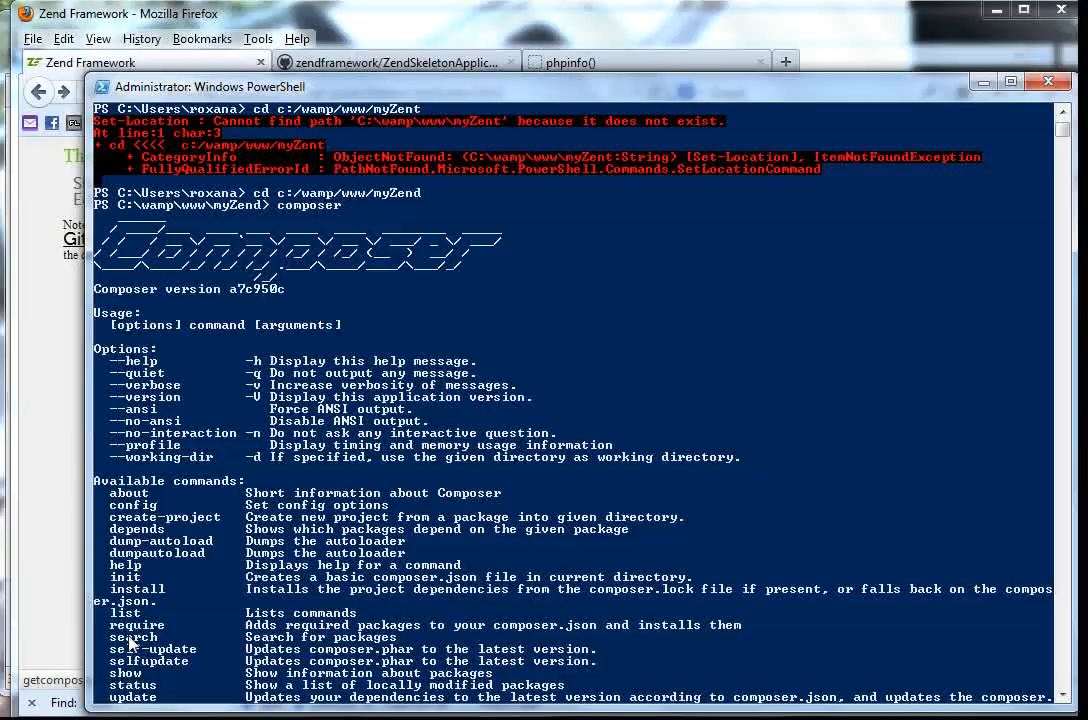 Zend Framework - Mozilla Firefox
File Edit View History Bookmarks Tools Help
Zend Framework
zendframework/ZendSkeletonApplic...
phpinfo()
Administrator: Windows PowerShell
PS C:\Users\roxana> cd c:/wamp/www/myZent
Set-Location : Cannot find path 'C:\wamp\www\myZent' because it does not exist.
At line:1 char:3
+ cd <<<< c:/wamp/www/myZent
+ CategoryInfo : ObjectNotFound: (C:\wamp\www\myZent:String) [Set-Location], ItemNotFoundException
+ FullyQualifiedErrorId : PathNotFound,Microsoft.PowerShell.Commands.SetLocationCommand
PS C:\Users\roxana> cd c:/wamp/www/myZend
PS C:\wamp\www\myZend> composer
Composer
Composer version a7c950c
Usage:
[options] command [arguments]
Options:
--help -h Display this help message.
--quiet -q Do not output any message.
--verbose -v Increase verbosity of messages.
--version -V Display this application version.
--ansi Force ANSI output.
--no-ansi Disable ANSI output.
--no-interaction -n Do not ask any interactive question.
--profile Display timing and memory usage information
--working-dir -d If specified, use the given directory as working directory.
Available commands:
about Short information about Composer
config Set config options
create-project Create new project from a package into given directory.
depends Shows which packages depend on the given package
dump-autoload Dumps the autoloader
dumpautoload Dumps the autoloader
help Displays help for a command
init Creates a basic composer.json file in current directory.
install Installs the project dependencies from the composer.lock file if present, or falls back on the compos
er.json.
list Lists commands
require Adds required packages to your composer.json and installs them
search Search for packages
self-update Updates composer.phar to the latest version.
selfupdate Updates composer.phar to the latest version.
show Show information about packages
status Show a list of locally modified packages
update Updates your dependencies to the latest version according to composer.json, and updates the composer.
Th
Note
Git
the
getcompos
Find: